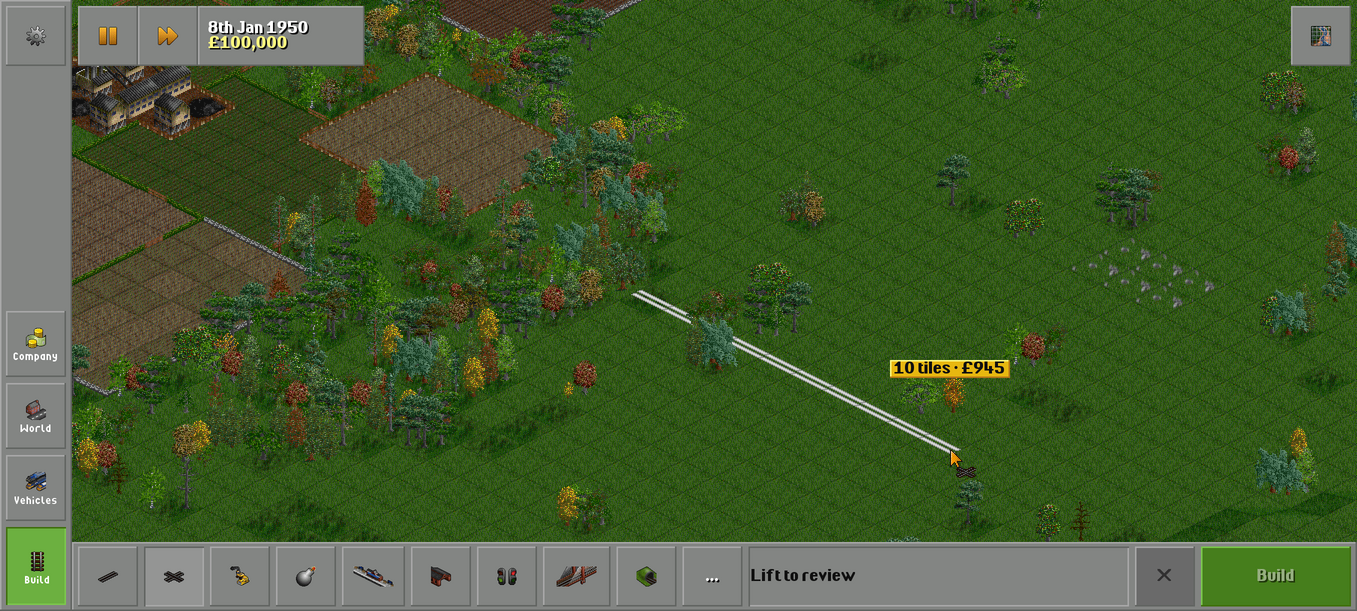 8th Jan 1950
£100,000
10 tiles · £945
Company
World
Vehicles
Build
...
Lift to review
Build